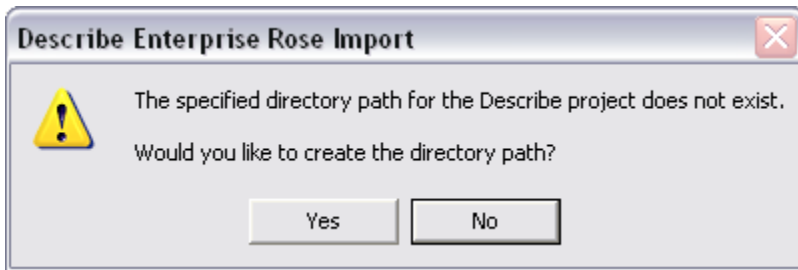 Describe Enterprise Rose Import
The specified directory path for the Describe project does not exist.
Would you like to create the directory path?
Yes No